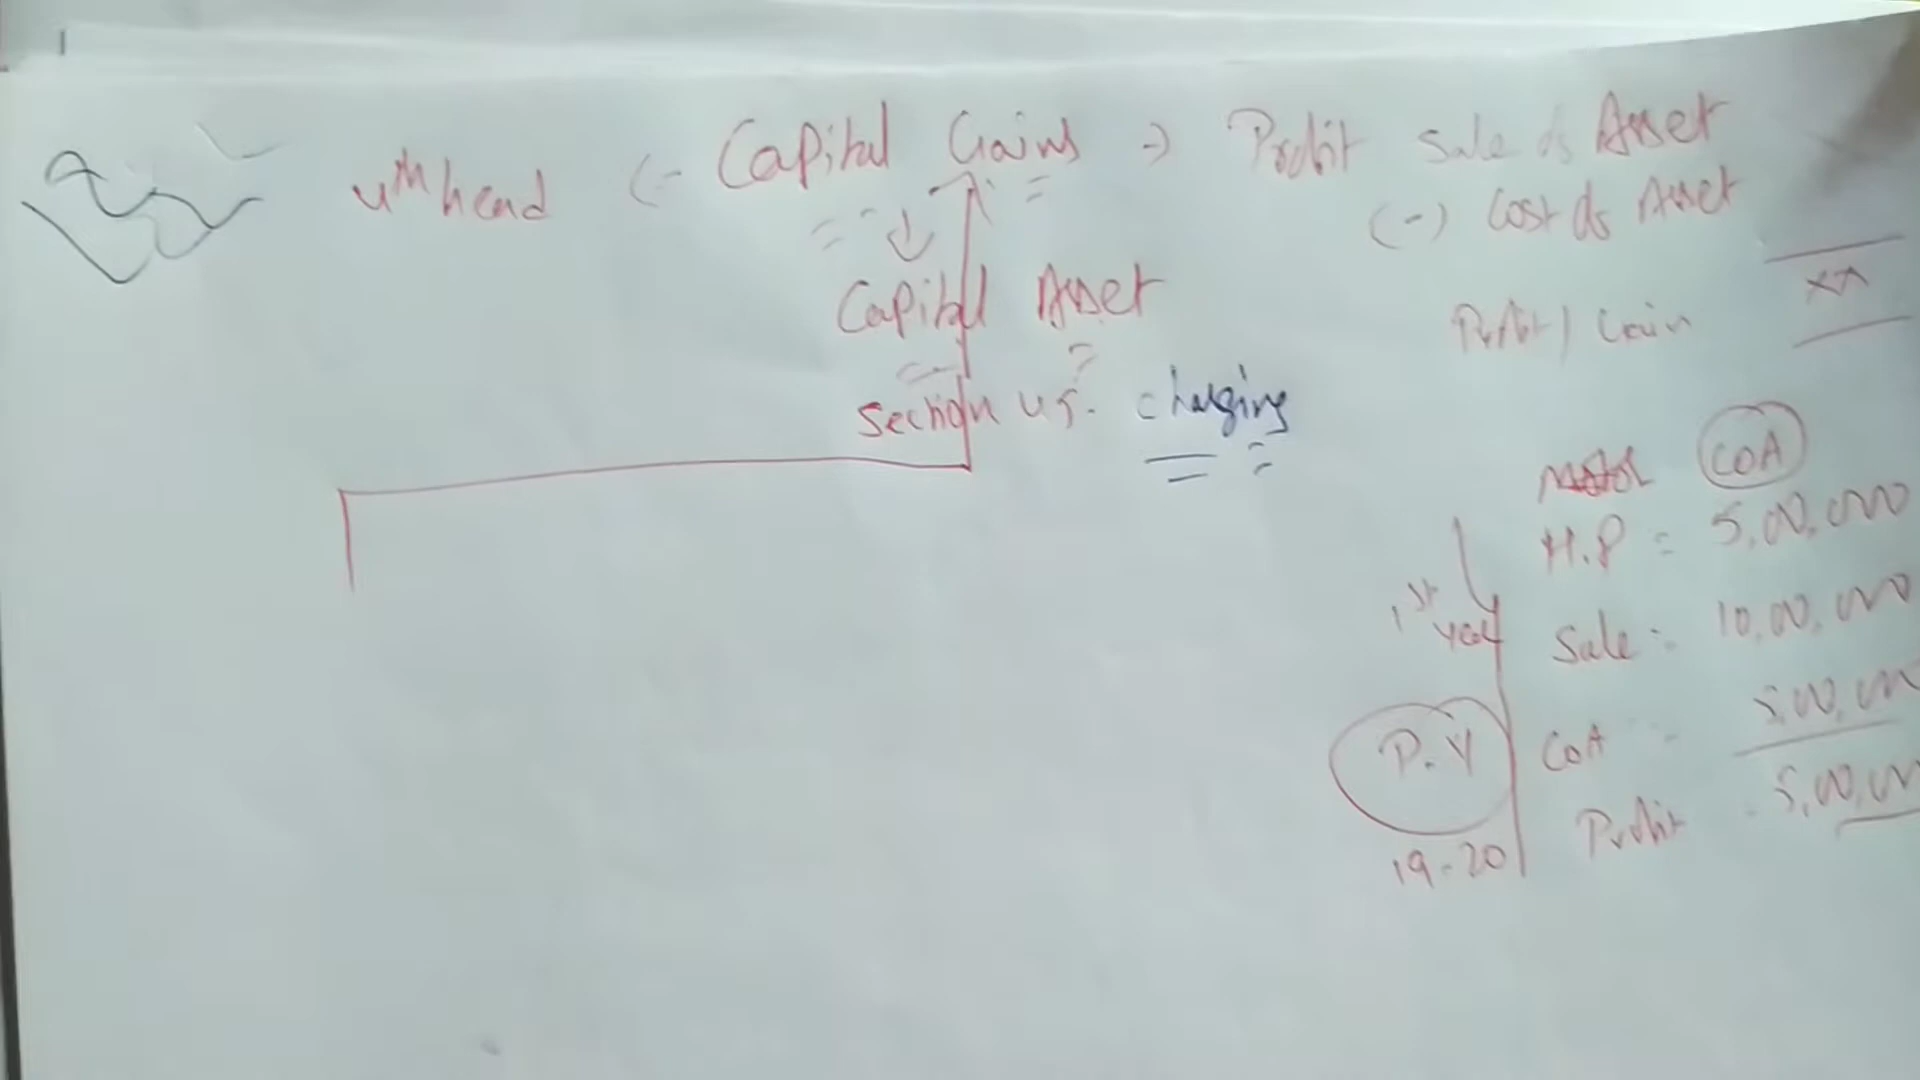 4th head ← Capital Gains → Profit Sale of Asset
(-) Cost of Asset
Capital Asset
Profit / Gain xx
Section 45. charging
Motor COA
H.P = 5,00,000
1st year
Sale = 10,00,000
P.Y COA - 5,00,000
Profit - 5,00,000
19-20